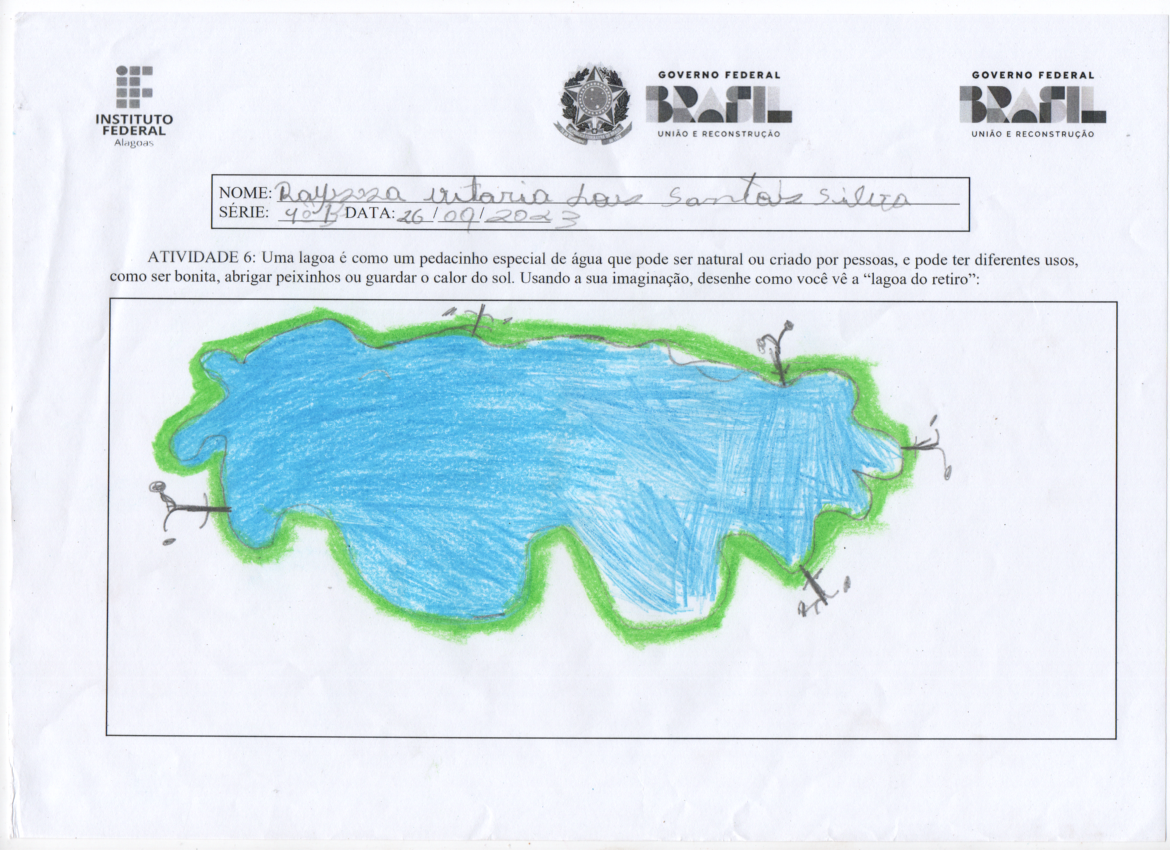 INSTITUTO
FEDERAL
Alagoas
GOVERNO FEDERAL
BRASIL
UNIÃO E RECONSTRUÇÃO
GOVERNO FEDERAL
BRASIL
UNIÃO E RECONSTRUÇÃO
NOME: Rayssa vitoria Santos Silva
SÉRIE: 4º B DATA: 26/09/2023
ATIVIDADE 6: Uma lagoa é como um pedacinho especial de água que pode ser natural ou criado por pessoas, e pode ter diferentes usos,
como ser bonita, abrigar peixinhos ou guardar o calor do sol. Usando a sua imaginação, desenhe como você vê a “lagoa do retiro”: